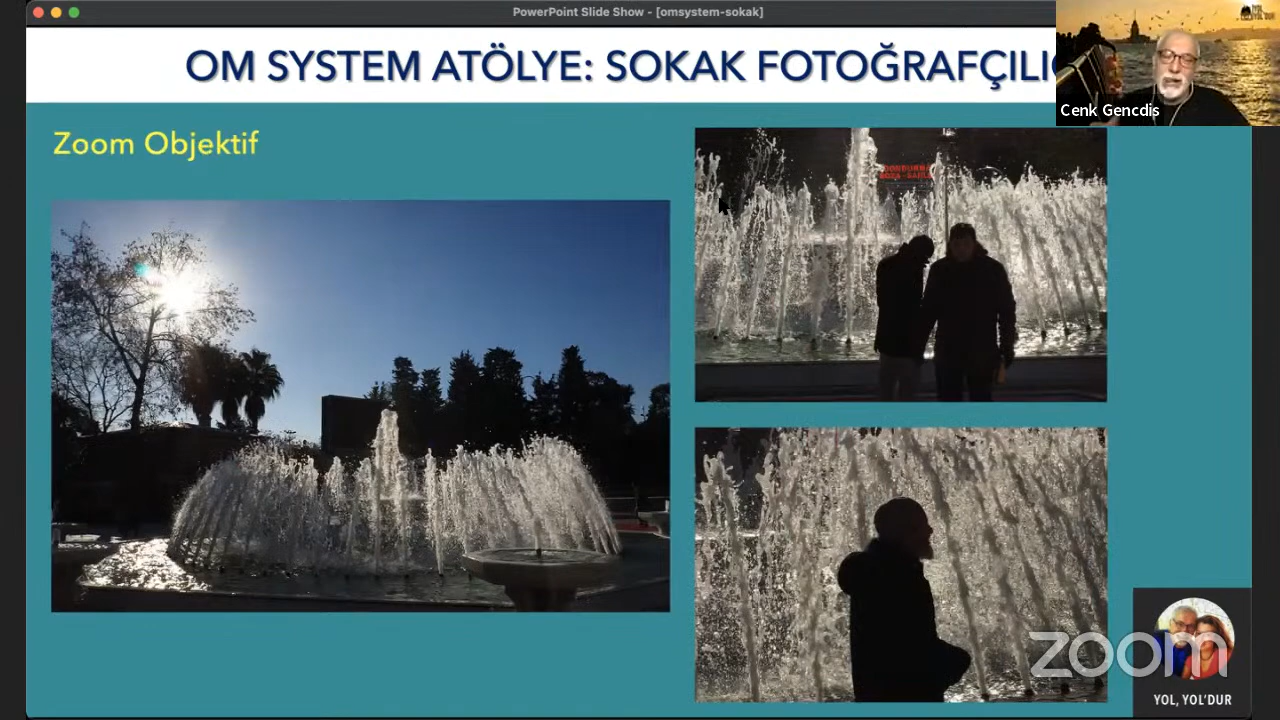 PowerPoint Slide Show - [omsystem-sokak]
OM SYSTEM ATÖLYE: SOKAK FOTOĞRAFÇILI
Cenk Gencdis
Zoom Objektif
zoom
YOL, YOL'DUR